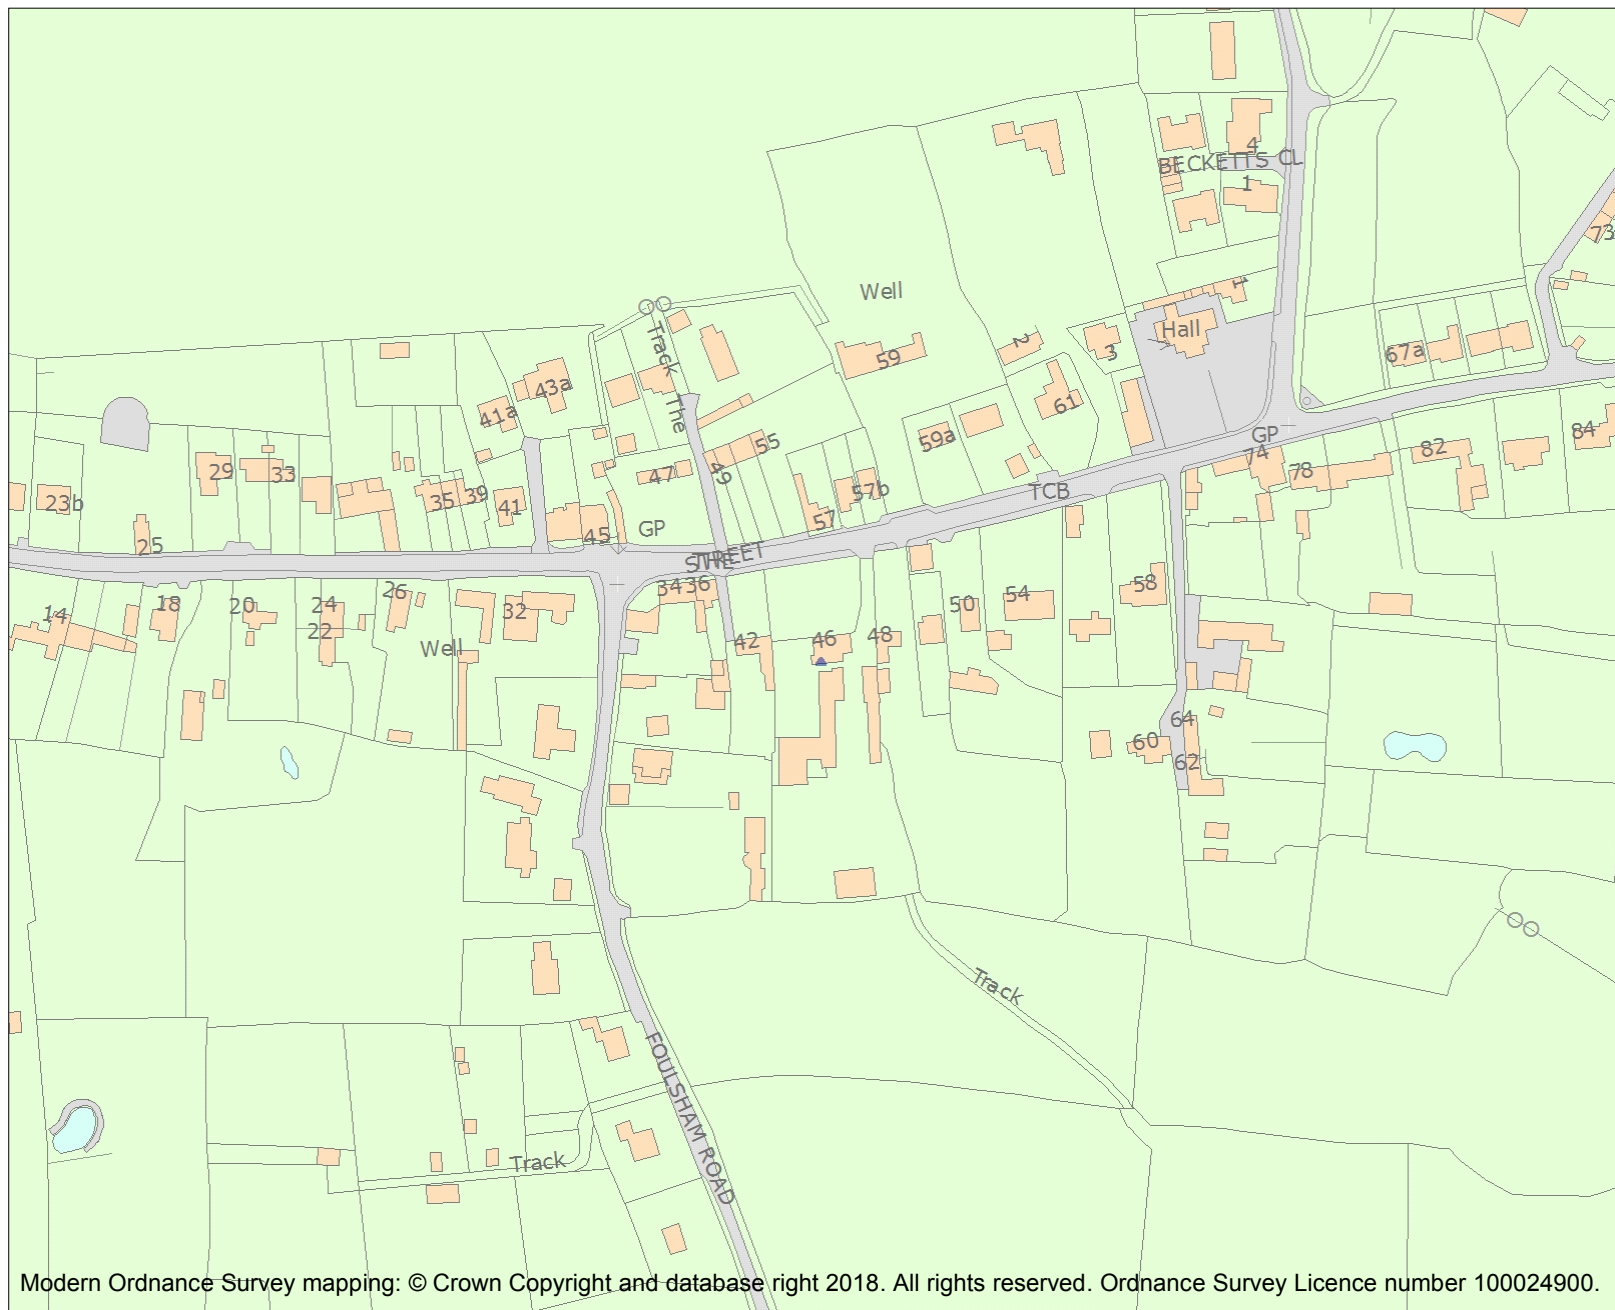 4
BECKETTS CL
1
73
Well
1
Hall
Track
2
3
59
67a
43a
61
41a
The
59a
55
GP
82
84
74
78
29
33
47
49
57b
TCB
23b
35
39
41
57
45
GP
25
STREET
THE
34
36
58
14
18
20
24
26
32
50
54
22
42
46
48
Well
64
60
62
Track
FOULSHAM ROAD
Track
Modern Ordnance Survey mapping: © Crown Copyright and database right 2018. All rights reserved. Ordnance Survey Licence number 100024900.